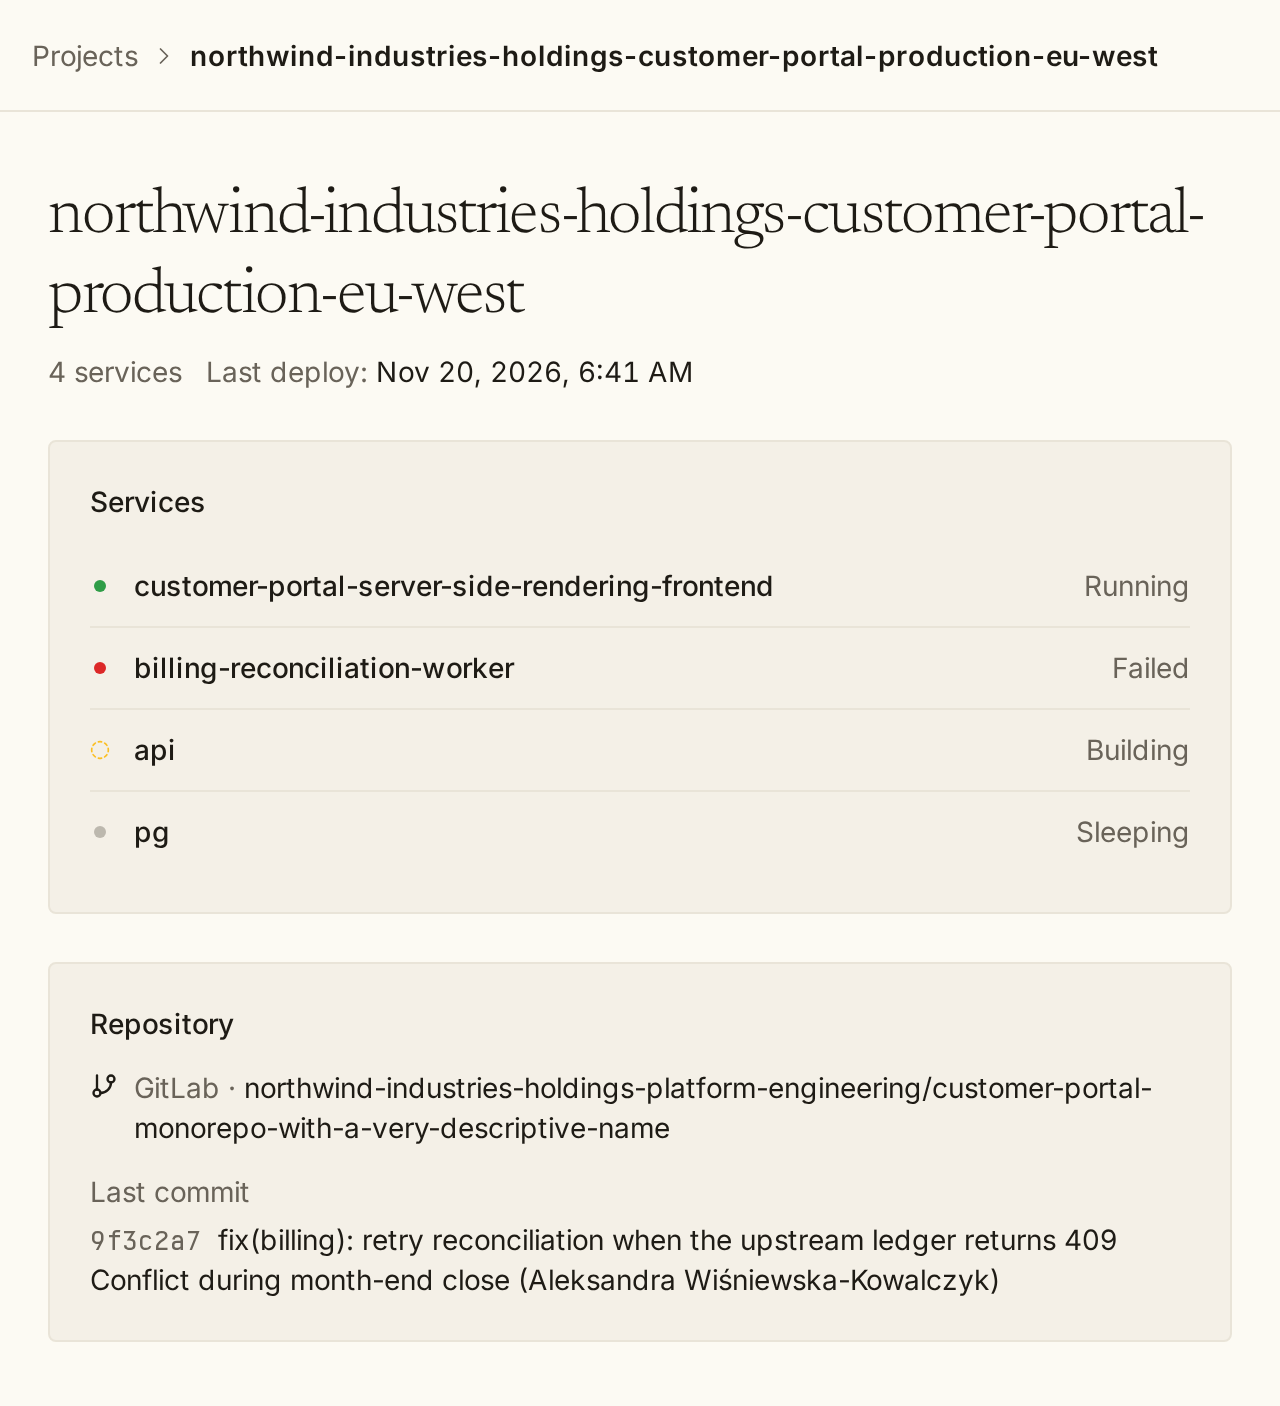 Projects > northwind-industries-holdings-customer-portal-production-eu-west
northwind-industries-holdings-customer-portal-
production-eu-west
4 services Last deploy: Nov 20, 2026, 6:41 AM
Services
customer-portal-server-side-rendering-frontend Running
billing-reconciliation-worker Failed
api Building
pg Sleeping
Repository
GitLab · northwind-industries-holdings-platform-engineering/customer-portal-
monorepo-with-a-very-descriptive-name
Last commit
9f3c2a7 fix(billing): retry reconciliation when the upstream ledger returns 409
Conflict during month-end close (Aleksandra Wiśniewska-Kowalczyk)